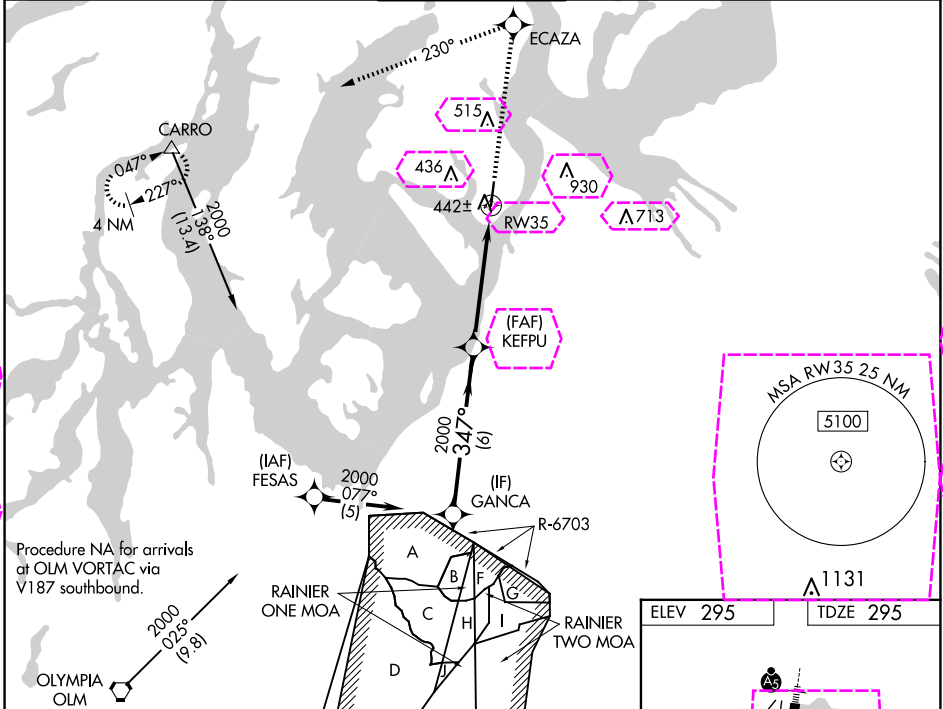 ECAZA
230°
515
CARRO
047°
227°
4 NM
2000
138°
(13.4)
436
930
442±
RW35
713
(FAF)
KEFPU
MSA RW35 25 NM
5100
2000
347°
(6)
(IAF)
FESAS
2000
077°
(5)
(IF)
GANCA
R-6703
Procedure NA for arrivals
at OLM VORTAC via
V187 southbound.
A
B
F
G
RAINIER
ONE MOA
C
H
I
RAINIER
TWO MOA
D
J
2000
025°
(9.8)
OLYMPIA
OLM
1131
ELEV 295
TDZE 295
A5